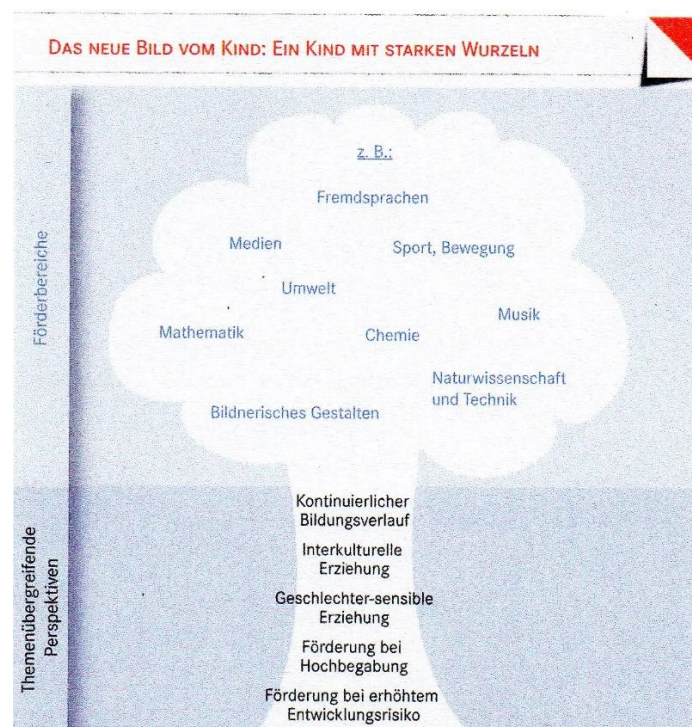 DAS NEUE BILD VOM KIND: EIN KIND MIT STARKEN WURZELN
z. B.:
Fremdsprachen
Medien
Sport, Bewegung
Umwelt
Musik
Mathematik
Chemie
Naturwissenschaft
und Technik
Bildnerisches Gestalten
Förderbereiche
Kontinuierlicher
Bildungsverlauf
Interkulturelle
Erziehung
Geschlechter-sensible
Erziehung
Förderung bei
Hochbegabung
Förderung bei erhöhtem
Entwicklungsrisiko
Themenübergreifende
Perspektiven